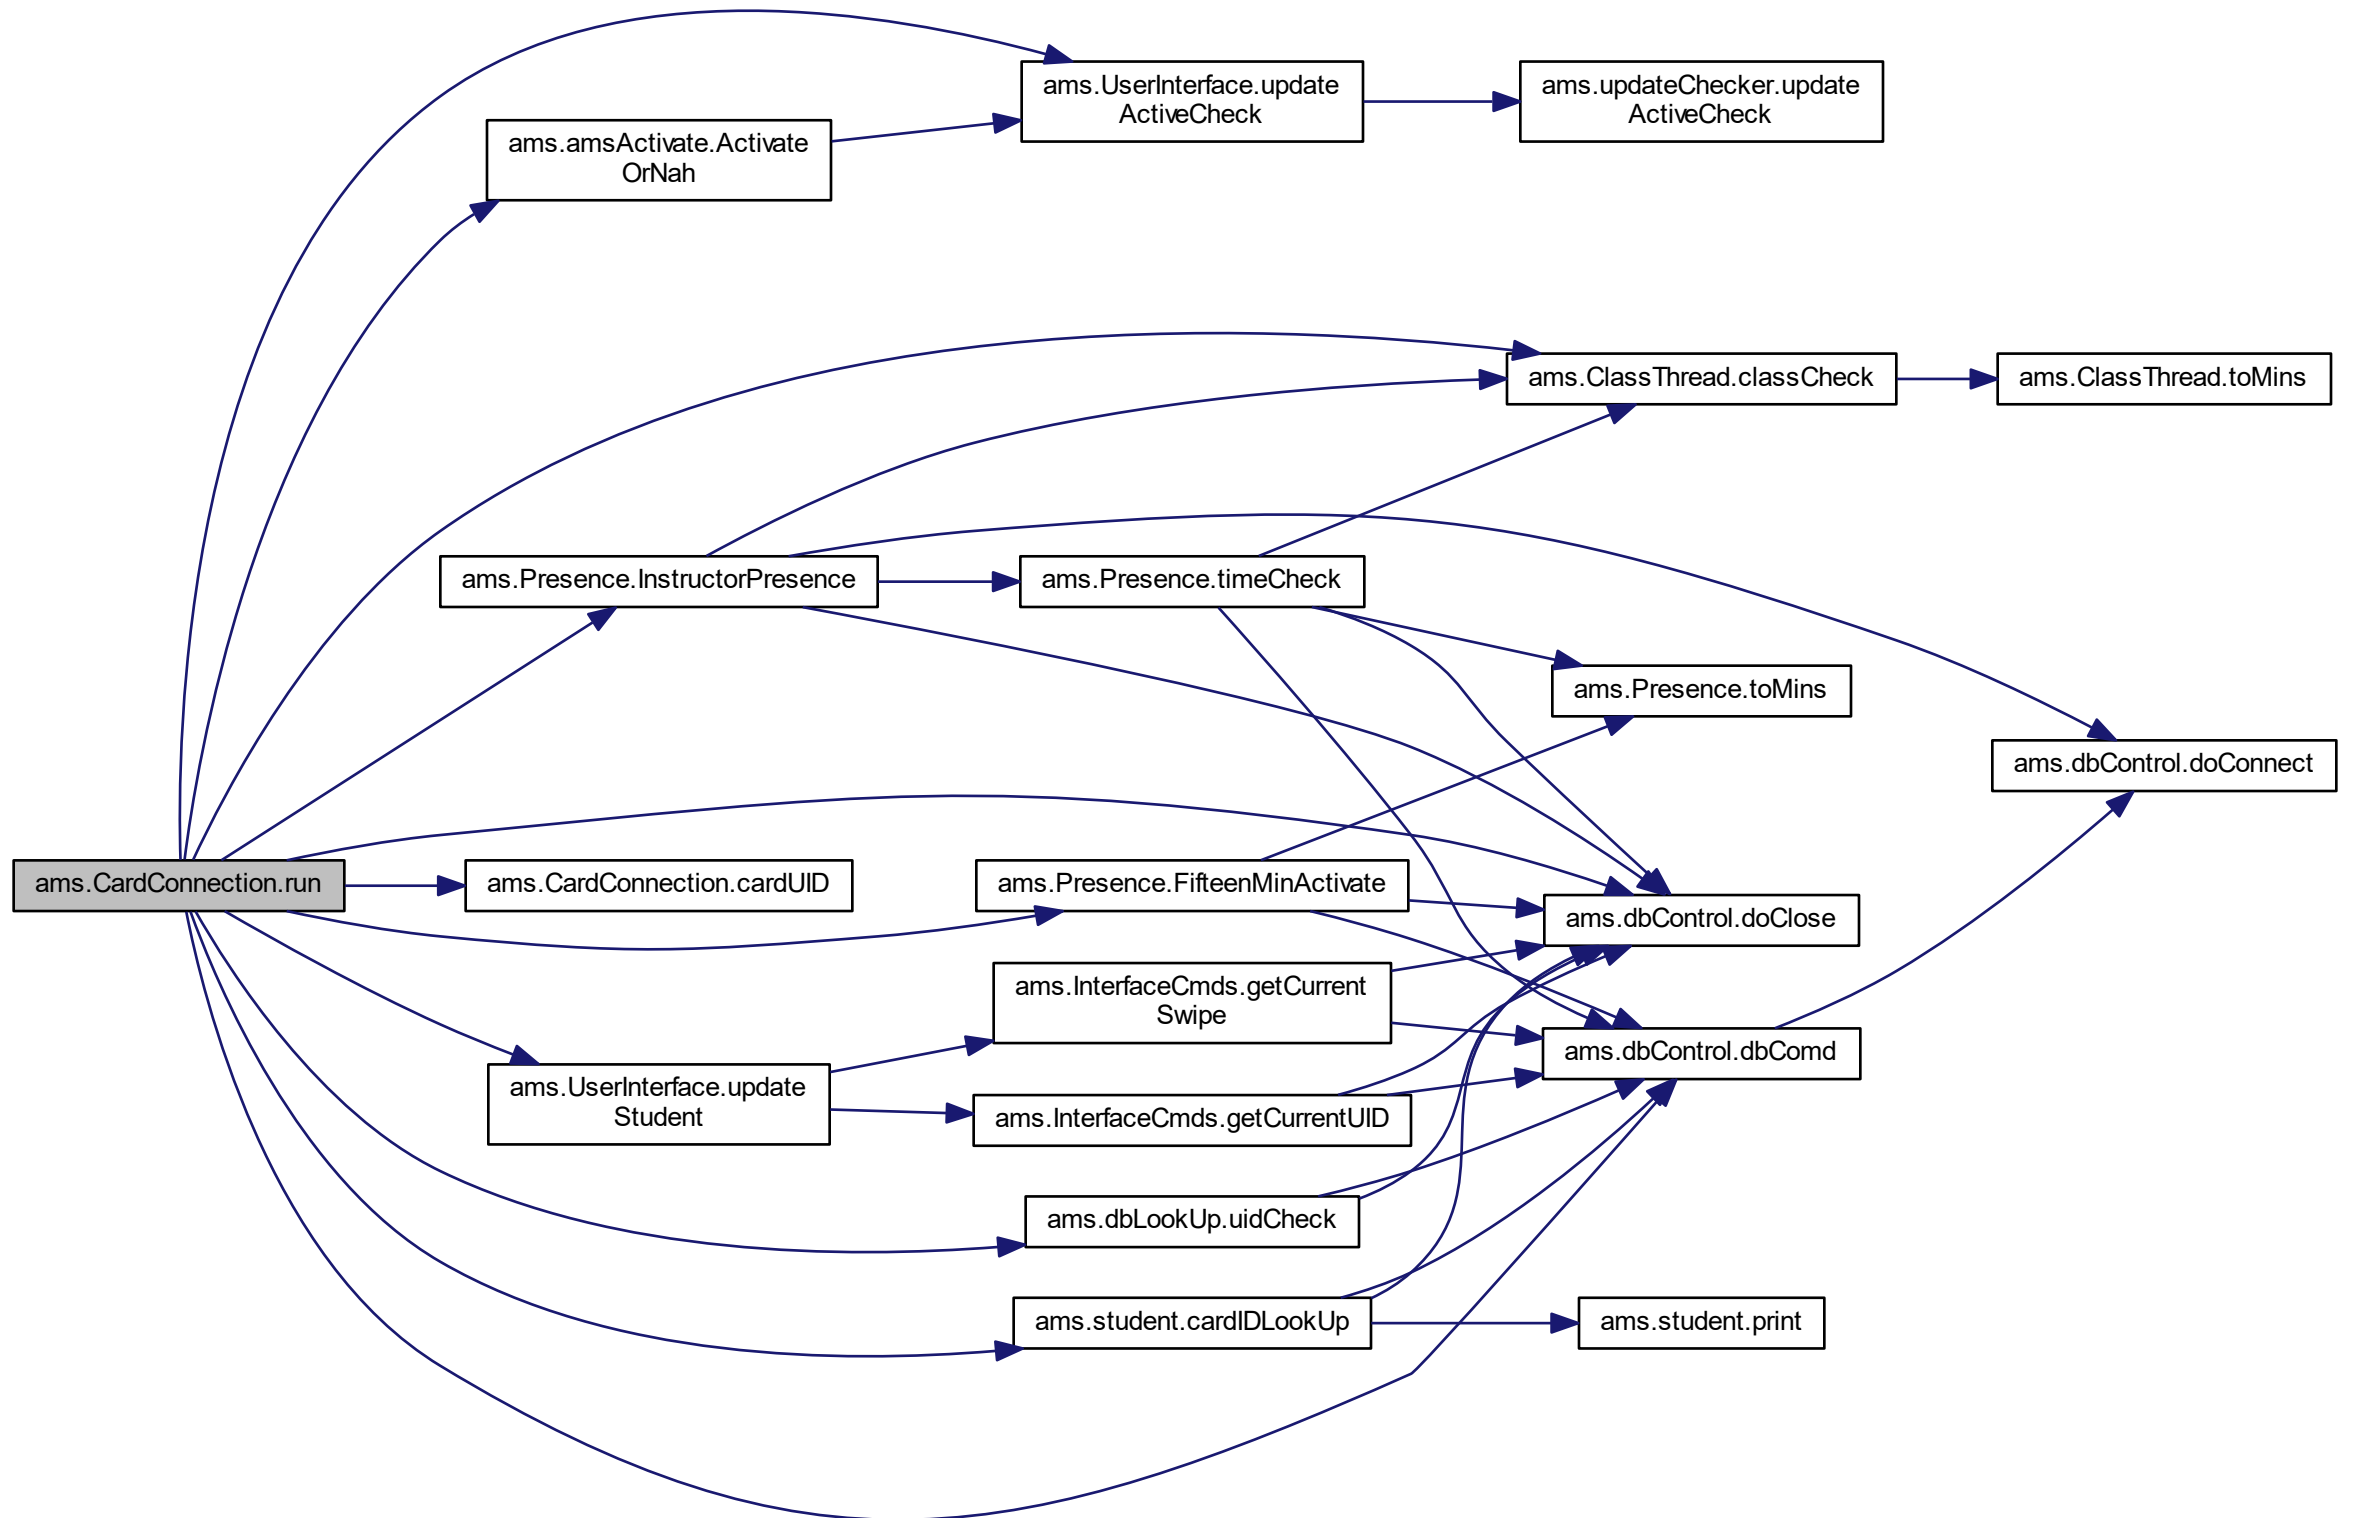 ams.UserInterface.update
ActiveCheck
ams.updateChecker.update
ActiveCheck
ams.amsActivate.Activate
OrNah
ams.ClassThread.classCheck
ams.ClassThread.toMins
ams.Presence.InstructorPresence
ams.Presence.timeCheck
ams.Presence.toMins
ams.dbControl.doConnect
ams.CardConnection.run
ams.CardConnection.cardUID
ams.Presence.FifteenMinActivate
ams.dbControl.doClose
ams.InterfaceCmds.getCurrent
Swipe
ams.dbControl.dbComd
ams.UserInterface.update
Student
ams.InterfaceCmds.getCurrentUID
ams.dbLookUp.uidCheck
ams.student.cardIDLookUp
ams.student.print